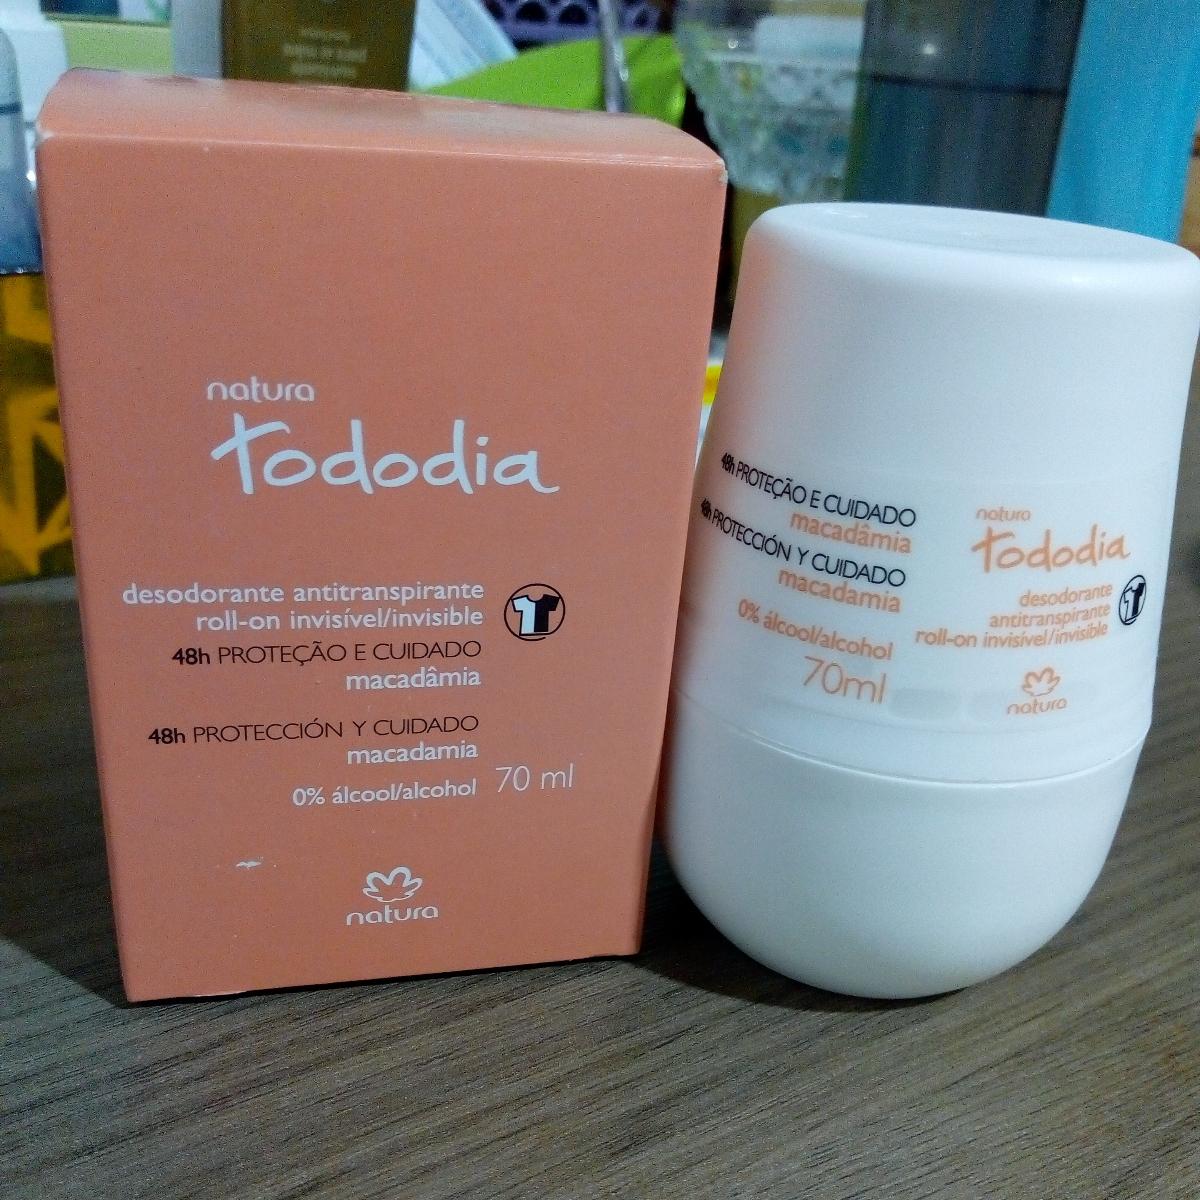 natura
tododia
desodorante antitranspirante
roll-on invisível/invisible
48h PROTEÇÃO E CUIDADO
macadâmia
48h PROTECCIÓN Y CUIDADO
macadamia
0% álcool/alcohol 70 ml
natura
48h PROTEÇÃO E CUIDADO
macadâmia
48h PROTECCIÓN Y CUIDADO
macadamia
0% álcool/alcohol
70ml
natura
tododia
desodorante
antitranspirante
roll-on invisível/invisible
natura